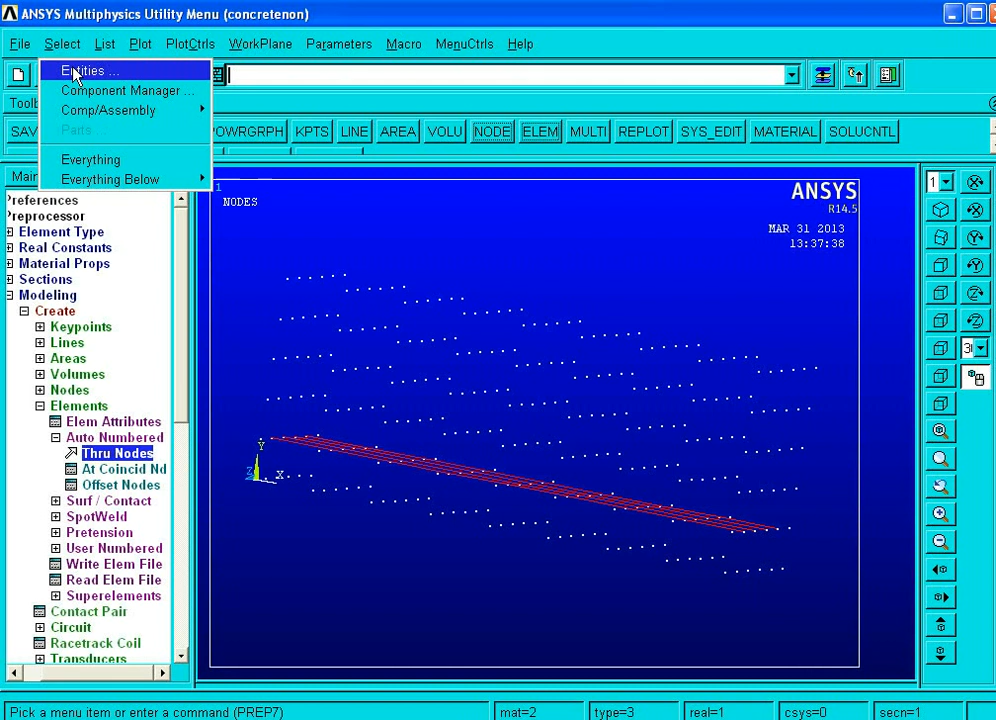 ANSYS Multiphysics Utility Menu (concretenon)
File Select List Plot PlotCtrls WorkPlane Parameters Macro MenuCtrls Help
Entities ...
Component Manager ...
Comp/Assembly
Parts ...
Everything
Everything Below
Toolb
SAV
POWRGRPH KPTS LINE AREA VOLU NODE ELEM MULTI REPLOT SYS_EDIT MATERIAL SOLUCNTL
Main
references
reprocessor
Element Type
Real Constants
Material Props
Sections
Modeling
Create
Keypoints
Lines
Areas
Volumes
Nodes
Elements
Elem Attributes
Auto Numbered
Thru Nodes
At Coincid Nd
Offset Nodes
Surf / Contact
SpotWeld
Pretension
User Numbered
Write Elem File
Read Elem File
Superelements
Contact Pair
Circuit
Racetrack Coil
Transducers
1
NODES
ANSYS
R14.5
MAR 31 2013
13:37:38
Y
Z X
1
X
X
Y
Y
Z
Z
Pick a menu item or enter a command (PREP7) mat=2 type=3 real=1 csys=0 secn=1